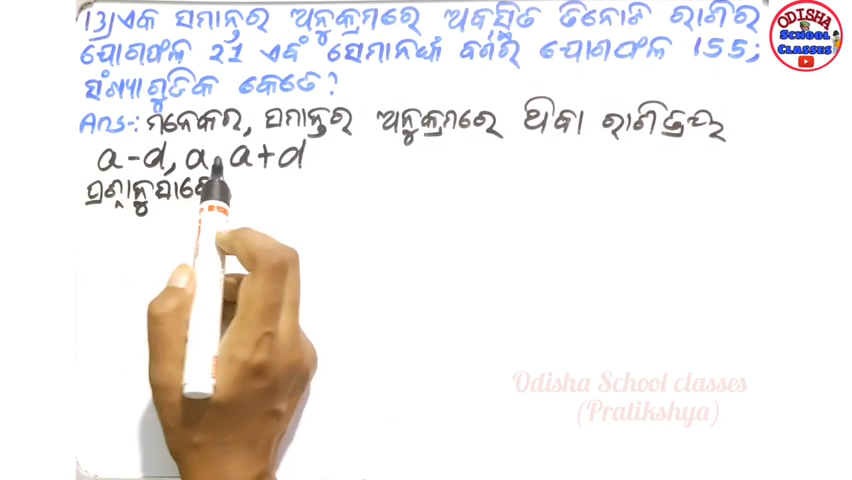 13) ଏକ ସମାନ୍ତର ଅନୁକ୍ରମରେ ଅବସ୍ଥିତ ତିନୋଟି ରାଶିର
ଯୋଗଫଳ 21 ଏବଂ ସେମାନଙ୍କ ବର୍ଗର ଯୋଗଫଳ 155;
ସଂଖ୍ୟାଗୁଡିକ କେତେ?
Ans-: ମନେକର, ସମାନ୍ତର ଅନୁକ୍ରମରେ ଥିବା ରାଶିତ୍ରୟ
a-d, a, a+d
ପ୍ରଶ୍ନାନୁସାରେ
ODISHA
SCHOOL
CLASSES
Odisha School classes
(Pratikshya)